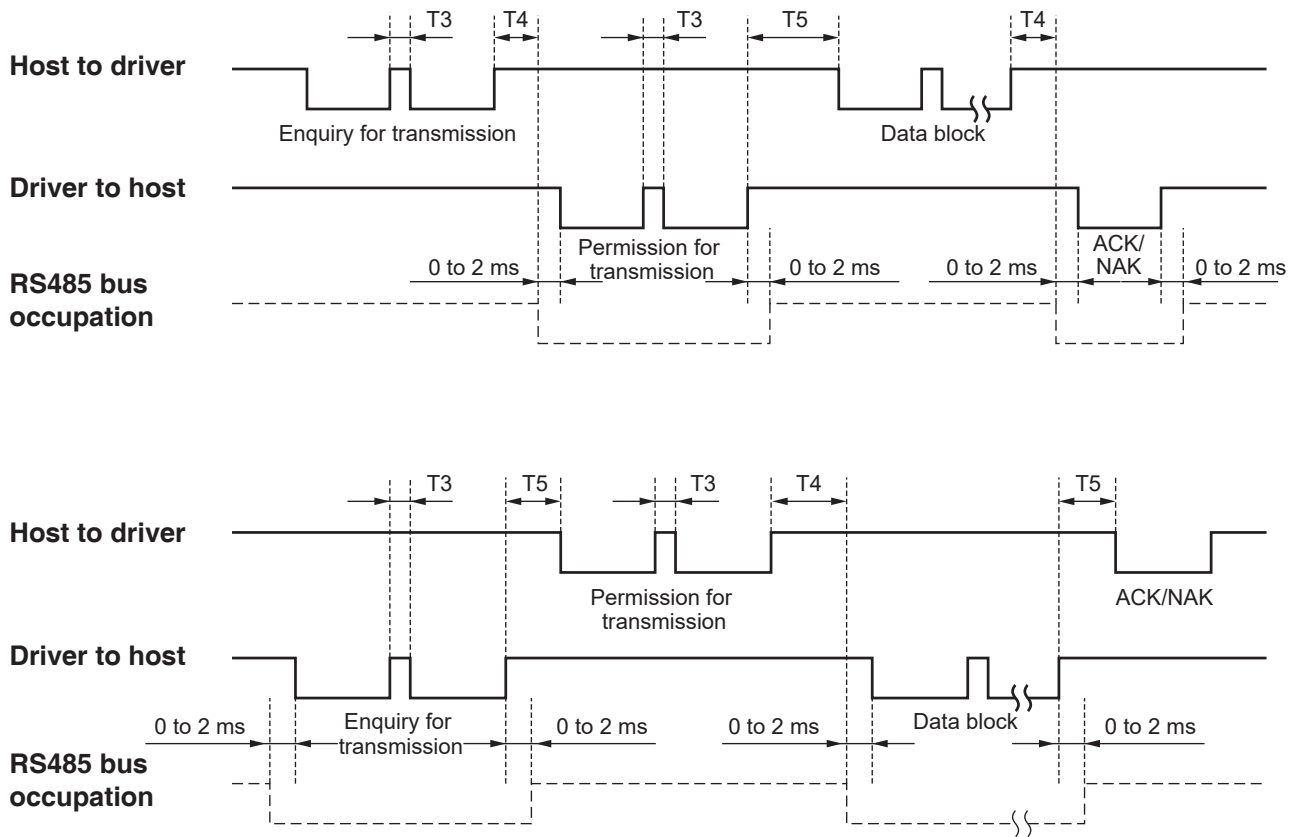 T3 T4 T3 T5 T4
Host to driver
Enquiry for transmission
Data block
Driver to host
Permission for
transmission
ACK/
NAK
0 to 2 ms 0 to 2 ms 0 to 2 ms 0 to 2 ms
RS485 bus
occupation
T3 T5 T3 T4 T5
Host to driver
Permission for
transmission
ACK/NAK
Driver to host
Enquiry for
transmission
Data block
0 to 2 ms 0 to 2 ms 0 to 2 ms 0 to 2 ms
RS485 bus
occupation